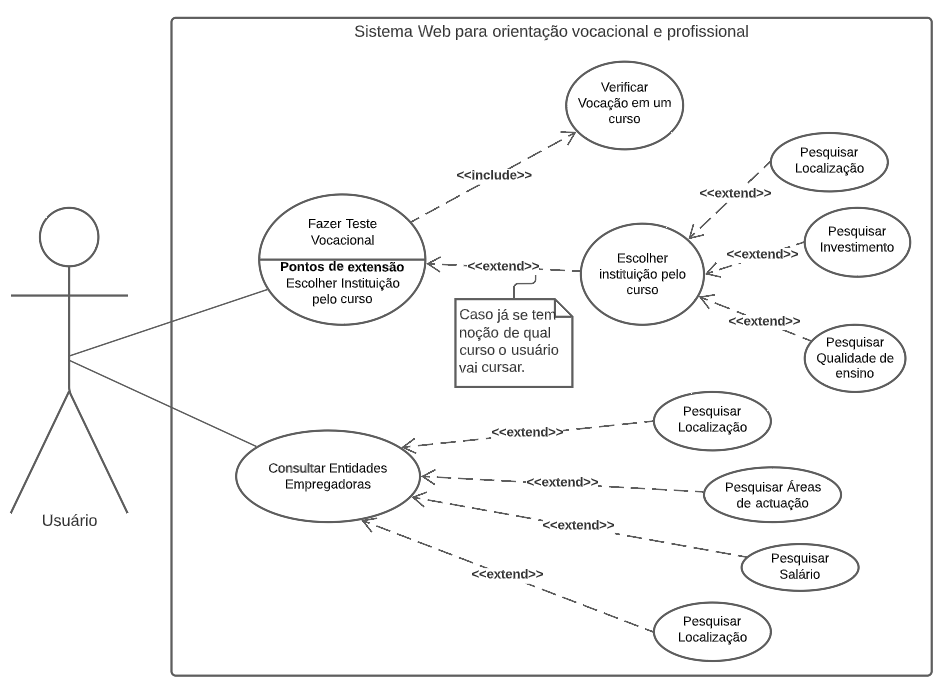 Sistema Web para orientação vocacional e profissional
Verificar
Vocação em um
curso
Pesquisar
Localização
<<include>>
<<extend>>
Fazer Teste
Vocacional
Pontos de extensão
Escolher Instituição
pelo curso
<<extend>>
Escolher
instituição pelo
curso
<<extend>>
Pesquisar
Investimento
Caso já se tem
noção de qual
curso o usuário
vai cursar.
<<extend>>
Pesquisar
Qualidade de
ensino
Usuário
Consultar Entidades
Empregadoras
<<extend>>
Pesquisar
Localização
<<extend>>
Pesquisar Áreas
de actuação
<<extend>>
Pesquisar
Salário
<<extend>>
Pesquisar
Localização